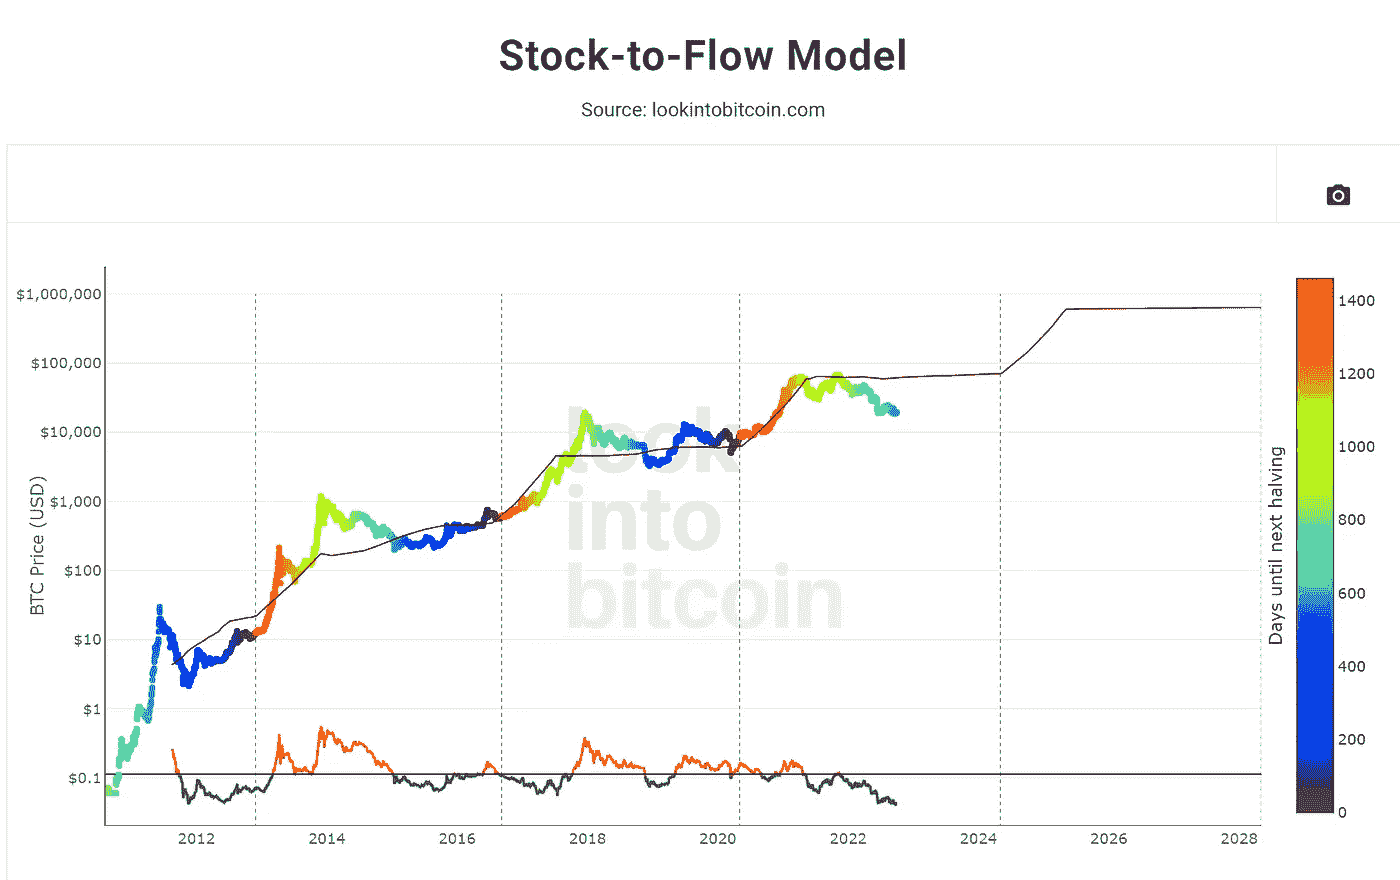 Stock-to-Flow Model
Source: lookintobitcoin.com
$1,000,000
$100,000
$10,000
$1,000
$100
$10
$1
$0.1
BTC Price (USD)
look
into
bitcoin
2012 2014 2016 2018 2020 2022 2024 2026 2028
Days until next halving
1400
1200
1000
800
600
400
200
0